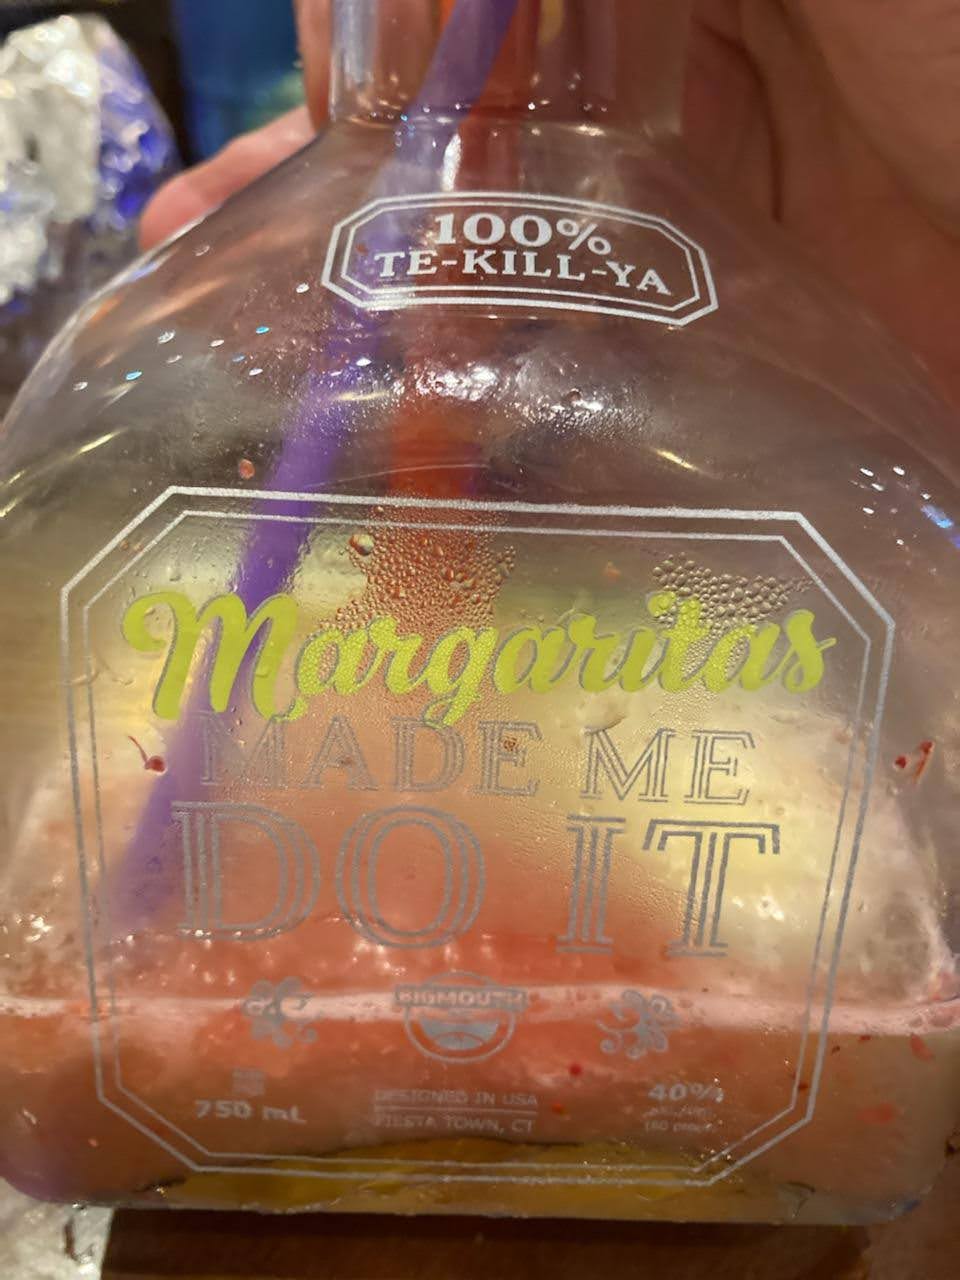 100%
TE-KILL-YA
Margaritas
MADE ME
DO IT
BIGMOUTH
750 mL
DESIGNED IN USA
FIESTA TOWN, CT
40%